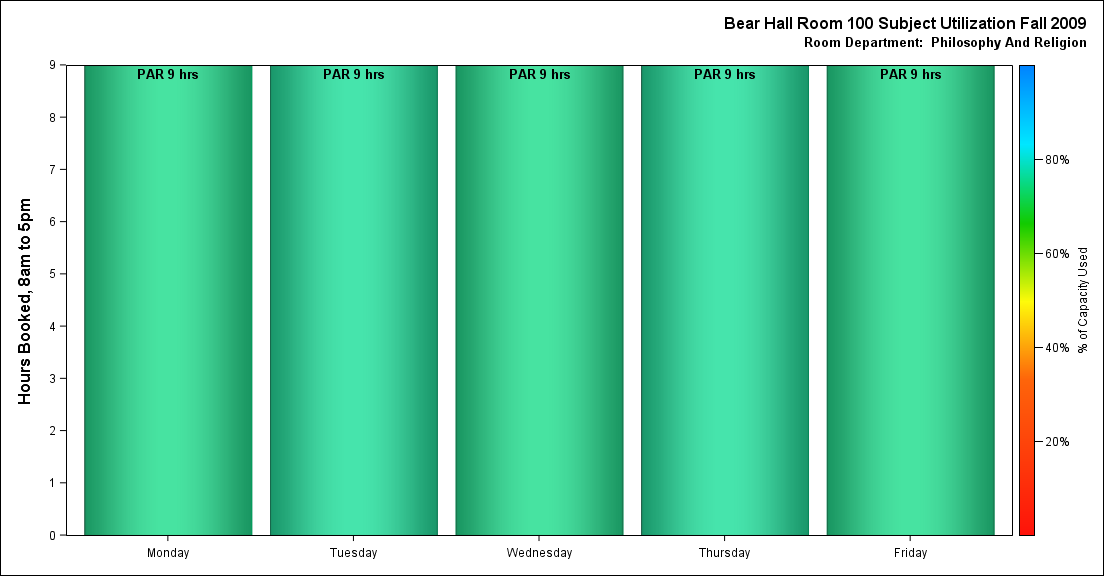 Bear Hall Room 100 Subject Utilization Fall 2009
Room Department: Philosophy And Religion
PAR 9 hrs PAR 9 hrs PAR 9 hrs PAR 9 hrs PAR 9 hrs
Hours Booked, 8am to 5pm
9
8
7
6
5
4
3
2
1
0
Monday Tuesday Wednesday Thursday Friday
80%
60%
40%
20%
% of Capacity Used